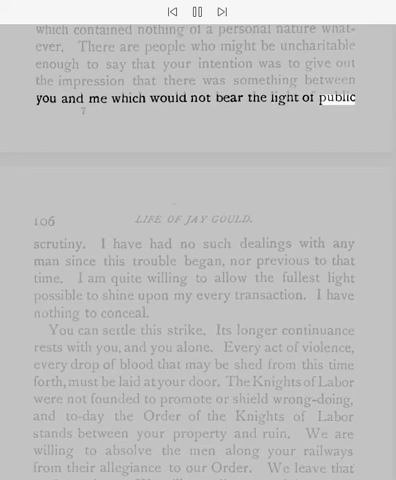 which contained nothing of a personal nature what-
ever. There are people who might be uncharitable
enough to say that your intention was to give out
the impression that there was something between
you and me which would not bear the light of public
7
106
LIFE OF JAY GOULD.
scrutiny. I have had no such dealings with any
man since this trouble began, nor previous to that
time. I am quite willing to allow the fullest light
possible to shine upon my every transaction. I have
nothing to conceal.
You can settle this strike. Its longer continuance
rests with you, and you alone. Every act of violence,
every drop of blood that may be shed from this time
forth, must be laid at your door. The Knights of Labor
were not founded to promote or shield wrong-doing,
and to-day the Order of the Knights of Labor
stands between your property and ruin. We are
willing to absolve the men along your railways
from their allegiance to our Order. We leave that